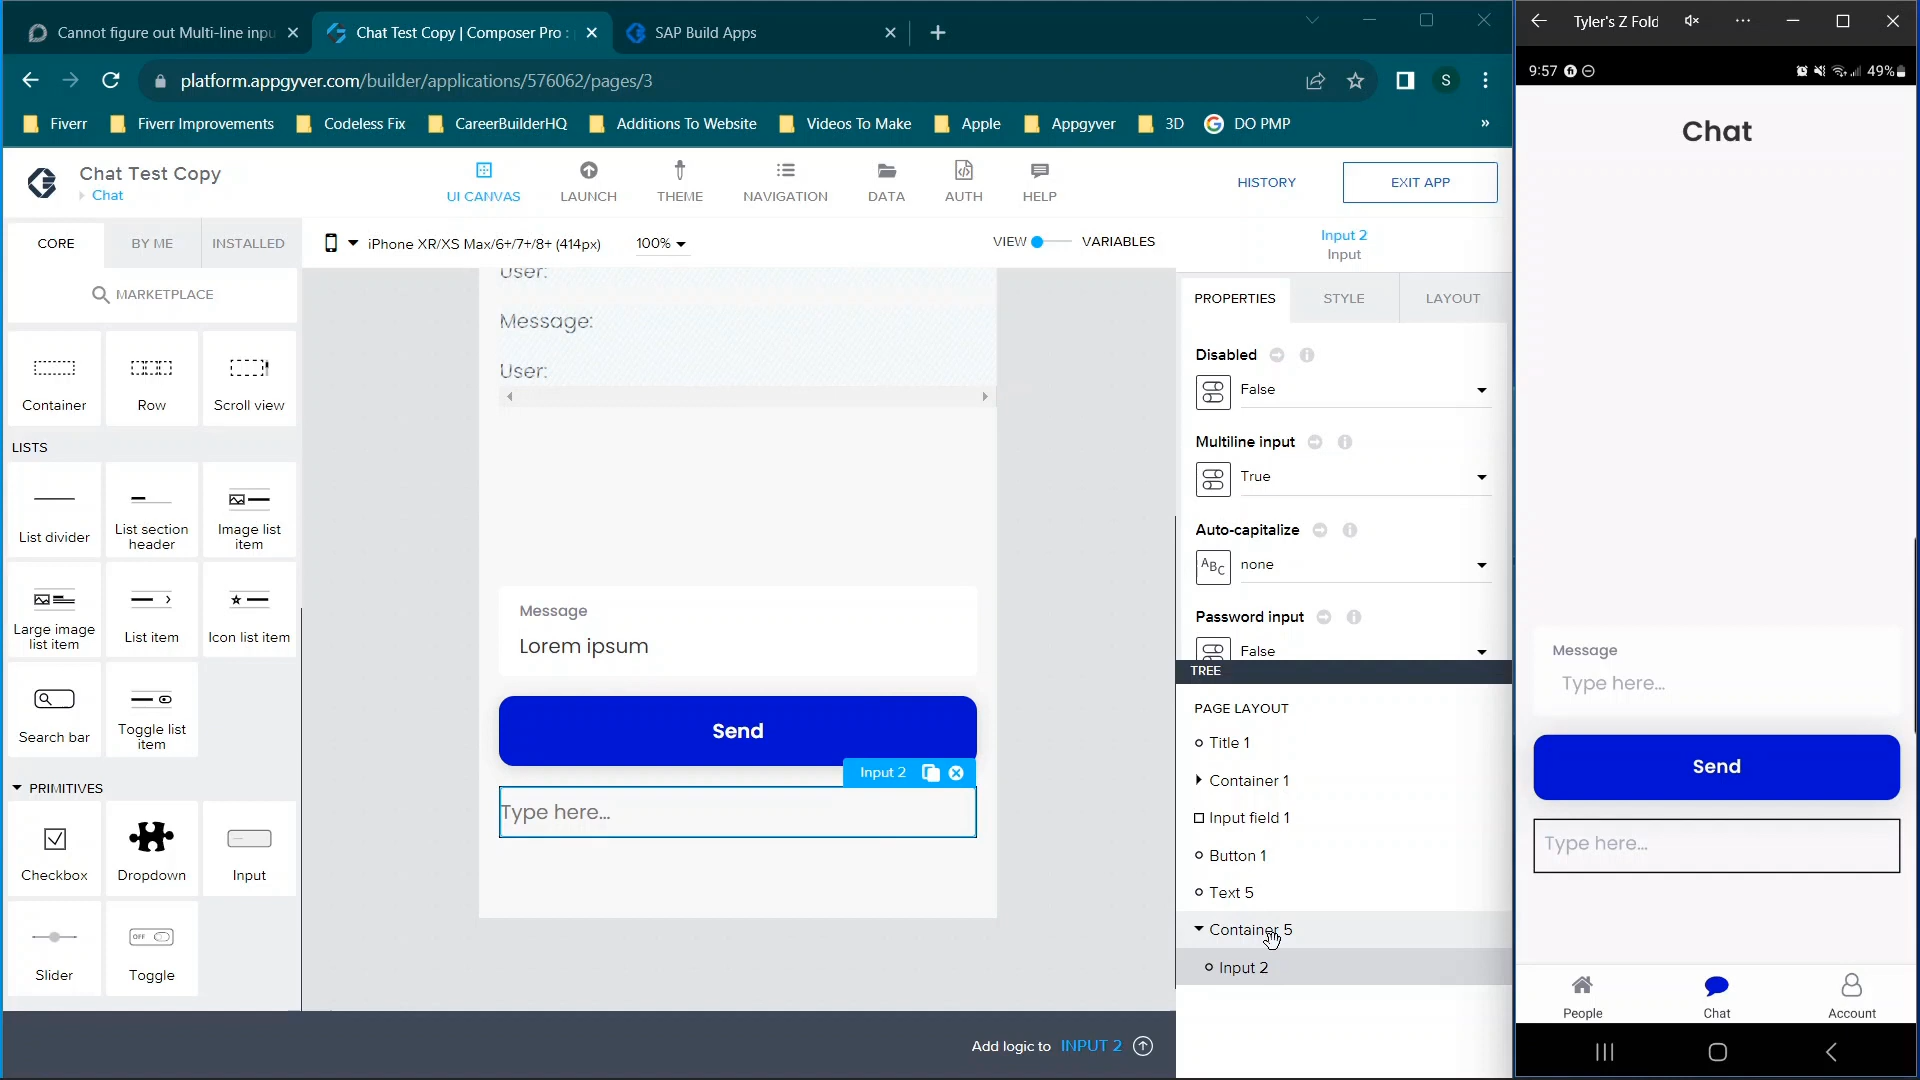 Cannot figure out Multi-line inpu
Chat Test Copy | Composer Pro :
SAP Build Apps
platform.appgyver.com/builder/applications/576062/pages/3
S
Fiverr
Fiverr Improvements
Codeless Fix
CareerBuilderHQ
Additions To Website
Videos To Make
Apple
Appgyver
3D
DO PMP
»
Chat Test Copy
Chat
UI CANVAS
LAUNCH
THEME
NAVIGATION
DATA
AUTH
HELP
HISTORY
EXIT APP
CORE
BY ME
INSTALLED
iPhone XR/XS Max/6+/7+/8+ (414px)
100%
VIEW
VARIABLES
Input 2
Input
MARKETPLACE
Container
Row
Scroll view
LISTS
List divider
List section
header
Image list
item
Large image
list item
List item
Icon list item
Search bar
Toggle list
item
PRIMITIVES
Checkbox
Dropdown
Input
Slider
OFF
Toggle
User:
Message:
User:
Message
Lorem ipsum
Send
Input 2
Type here...
Add logic to INPUT 2
PROPERTIES
STYLE
LAYOUT
Disabled
False
Multiline input
True
Auto-capitalize
ABC
none
Password input
False
TREE
PAGE LAYOUT
Title 1
Container 1
Input field 1
Button 1
Text 5
Container 5
Input 2
Tyler's Z Fold
9:57
49%
Chat
Message
Type here...
Send
Type here...
People
Chat
Account